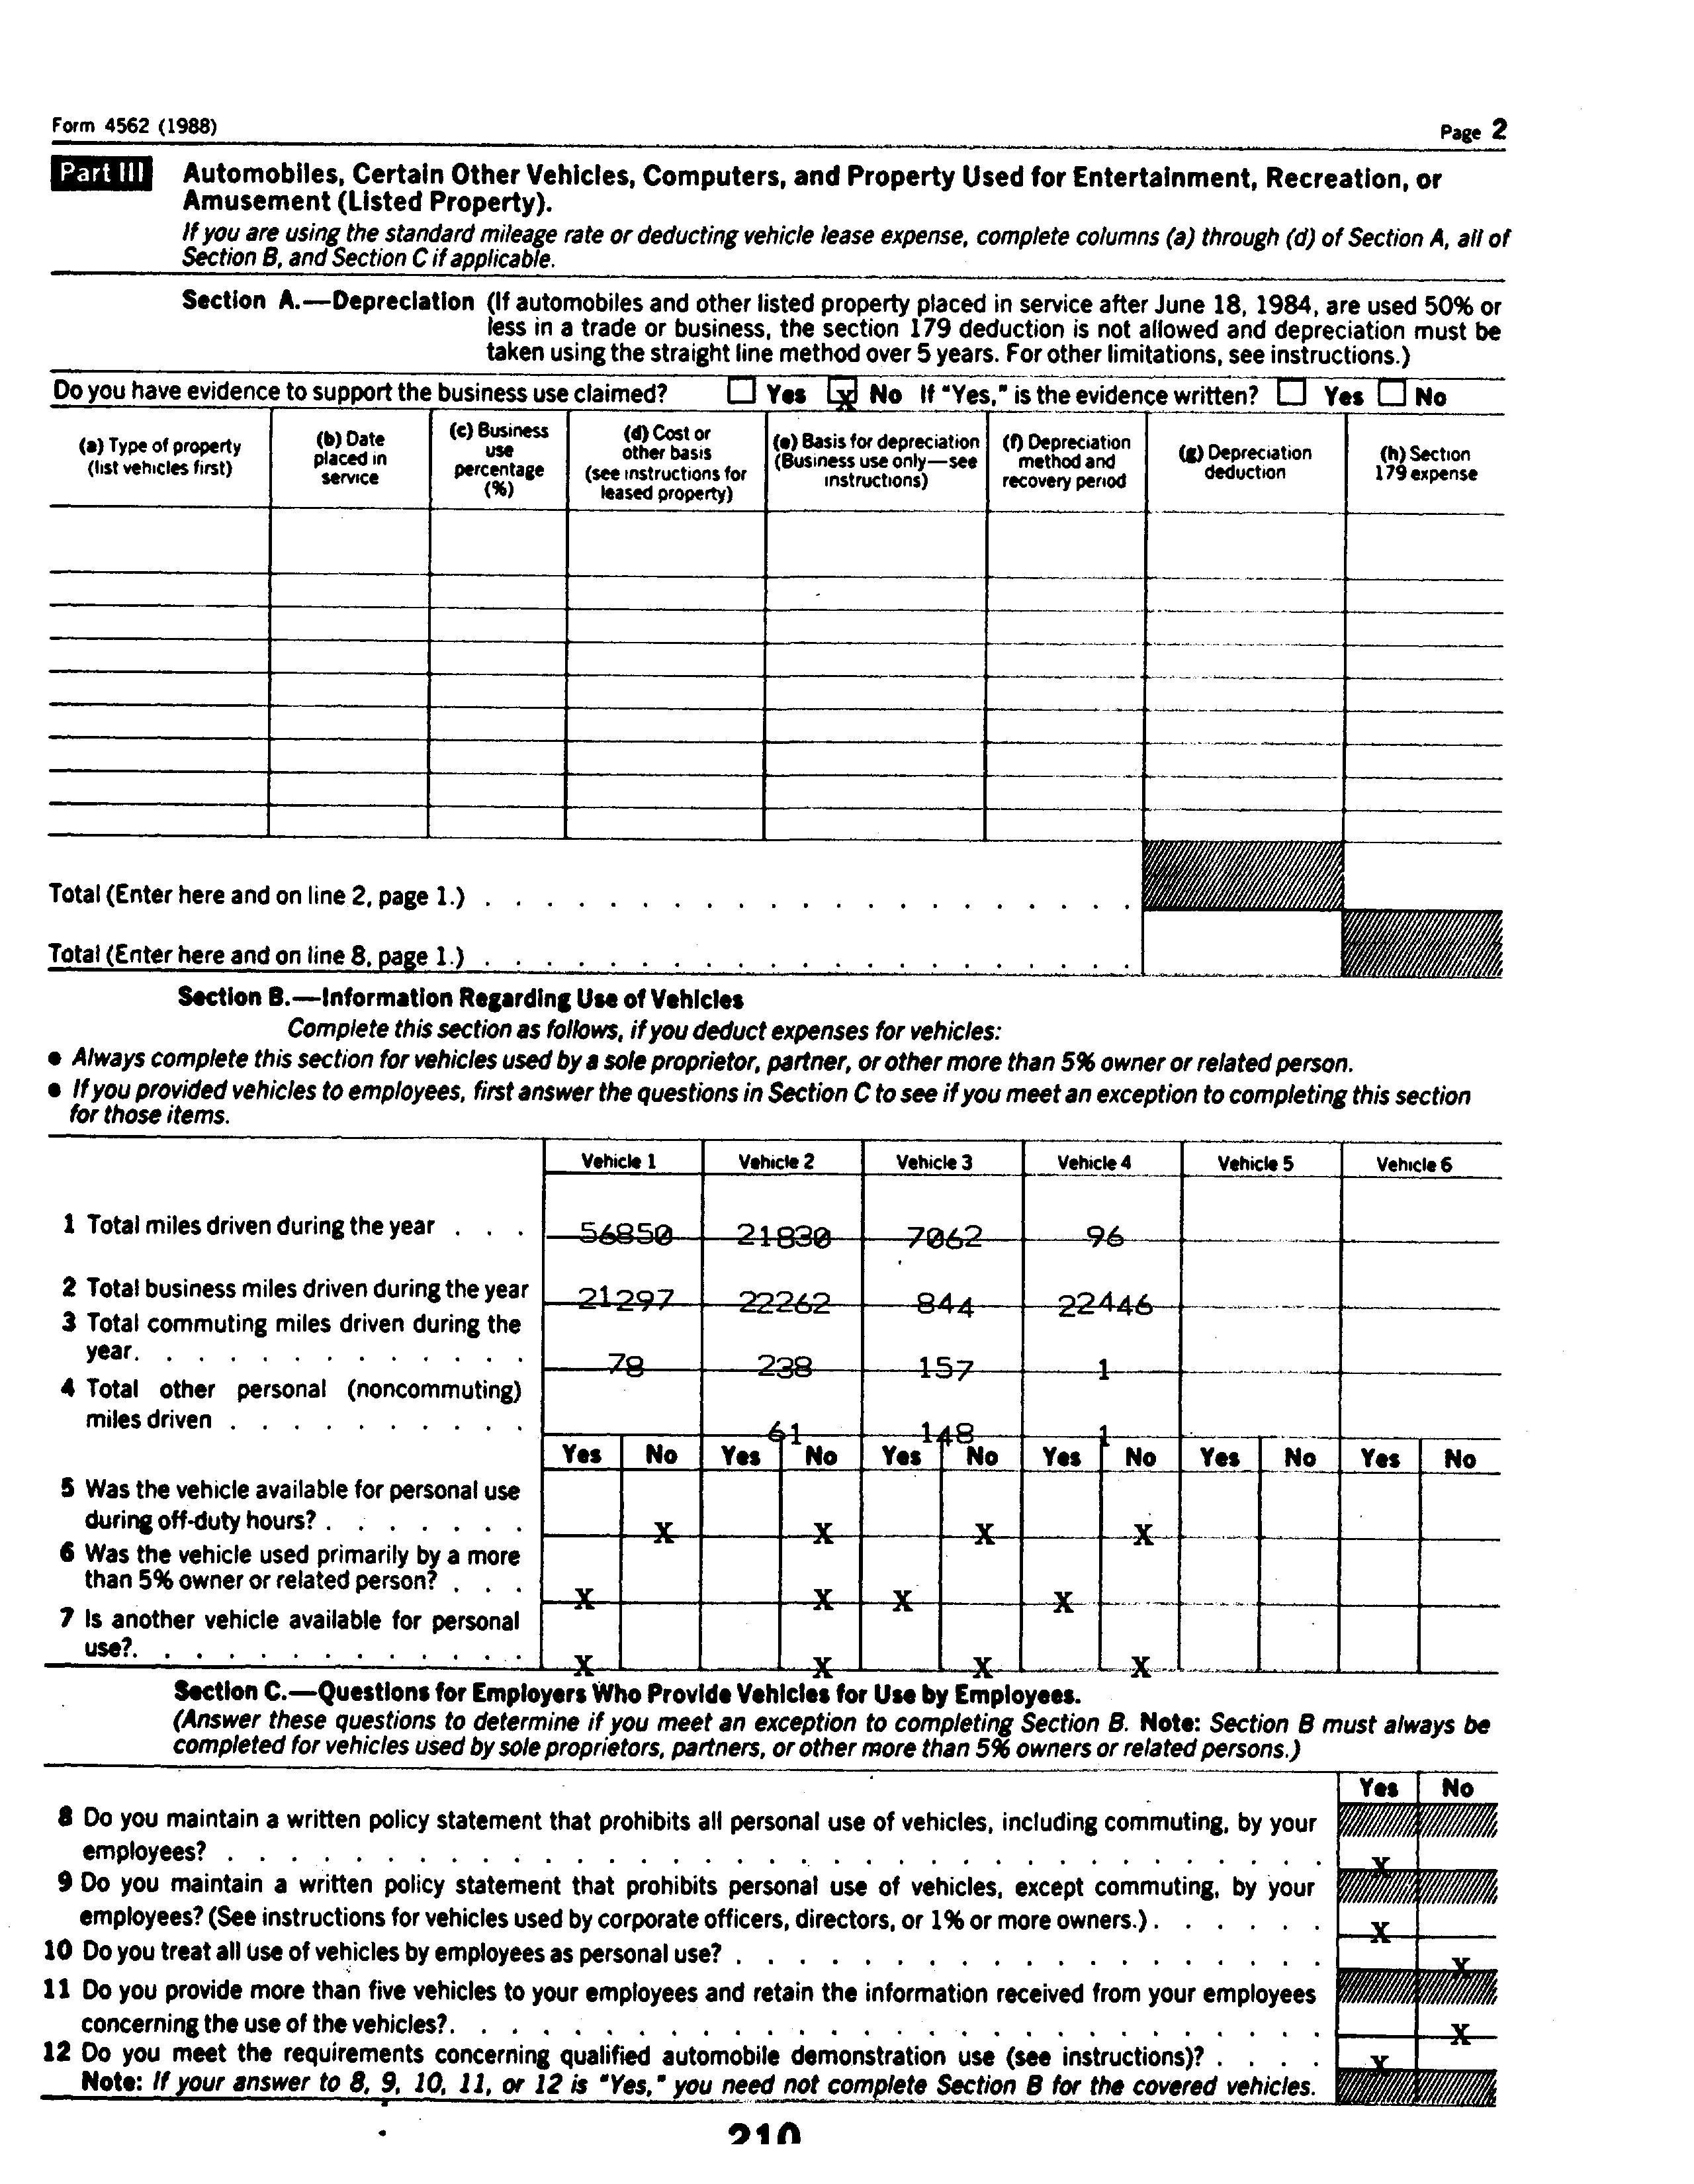 Form 4562 (1988)
Page 2
Part III Automobiles, Certain Other Vehicles, Computers, and Property Used for Entertainment, Recreation, or
Amusement (Listed Property).
If you are using the standard mileage rate or deducting vehicle lease expense, complete columns (a) through (d) of Section A, all of
Section B, and Section C if applicable.
Section A.—Depreciation (If automobiles and other listed property placed in service after June 18, 1984, are used 50% or
less in a trade or business, the section 179 deduction is not allowed and depreciation must be
taken using the straight line method over 5 years. For other limitations, see instructions.)
Do you have evidence to support the business use claimed? Yes X No If "Yes," is the evidence written? Yes No
(a) Type of property
(list vehicles first)
(b) Date
placed in
service
(c) Business
use
percentage
(%)
(d) Cost or
other basis
(see instructions for
leased property)
(e) Basis for depreciation
(Business use only—see
instructions)
(f) Depreciation
method and
recovery period
(g) Depreciation
deduction
(h) Section
179 expense
Total (Enter here and on line 2, page 1.) . . . . . . . . . . . . . . . . . . . . .
Total (Enter here and on line 8, page 1.) . . . . . . . . . . . . . . . . . . . . .
Section B.—Information Regarding Use of Vehicles
Complete this section as follows, if you deduct expenses for vehicles:
● Always complete this section for vehicles used by a sole proprietor, partner, or other more than 5% owner or related person.
● If you provided vehicles to employees, first answer the questions in Section C to see if you meet an exception to completing this section
for those items.
Vehicle 1 Vehicle 2 Vehicle 3 Vehicle 4 Vehicle 5 Vehicle 6
1 Total miles driven during the year . . . 56850 21830 7062 96
2 Total business miles driven during the year 21297 22262 844 22446
3 Total commuting miles driven during the
year. . . . . . . . . . . . . 78 238 157 1
4 Total other personal (noncommuting)
miles driven . . . . . . . . . . 61 148 1
Yes No Yes No Yes No Yes No Yes No Yes No
5 Was the vehicle available for personal use
during off-duty hours? . . . . . . . X X X X
6 Was the vehicle used primarily by a more
than 5% owner or related person? . . . X X X X
7 Is another vehicle available for personal
use?. . . . . . . . . . . . . X X X X
Section C.—Questions for Employers Who Provide Vehicles for Use by Employees.
(Answer these questions to determine if you meet an exception to completing Section B. Note: Section B must always be
completed for vehicles used by sole proprietors, partners, or other more than 5% owners or related persons.)
Yes No
8 Do you maintain a written policy statement that prohibits all personal use of vehicles, including commuting, by your
employees? . . . . . . . . . . . . . . . . . . . . . . . . . . . . . . . . . . . X
9 Do you maintain a written policy statement that prohibits personal use of vehicles, except commuting, by your
employees? (See instructions for vehicles used by corporate officers, directors, or 1% or more owners.) . . . . . . X
10 Do you treat all use of vehicles by employees as personal use? . . . . . . . . . . . . . . . . . . . X
11 Do you provide more than five vehicles to your employees and retain the information received from your employees
concerning the use of the vehicles?. . . . . . . . . . . . . . . . . . . . . . . . . . . . X
12 Do you meet the requirements concerning qualified automobile demonstration use (see instructions)? . . . . X
Note: If your answer to 8, 9, 10, 11, or 12 is "Yes," you need not complete Section B for the covered vehicles.
210